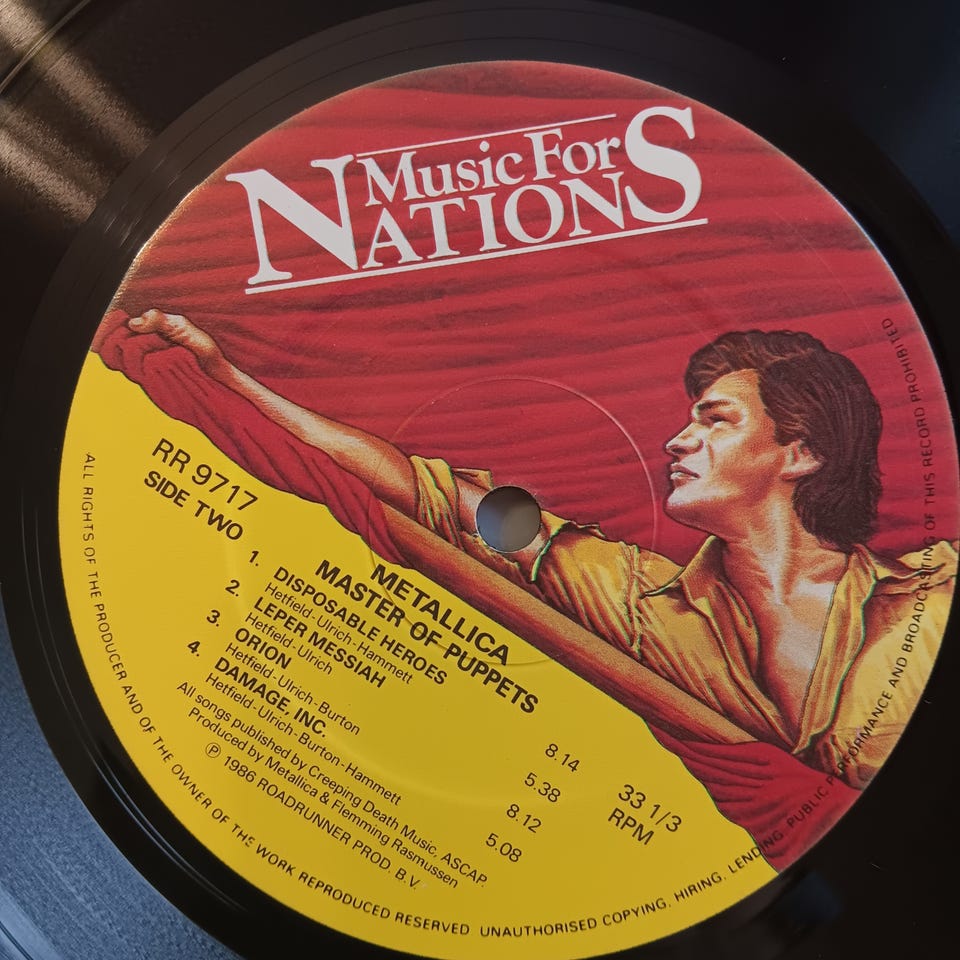 Music For
NATIONS
RR 9717
SIDE TWO
METALLICA
MASTER OF PUPPETS
1. DISPOSABLE HEROES 8.14
Hetfield-Ulrich-Hammett
2. LEPER MESSIAH 5.38
Hetfield-Ulrich
3. ORION 8.12
Hetfield-Ulrich-Burton
4. DAMAGE, INC. 5.08
Hetfield-Ulrich-Burton-Hammett
All songs published by Creeping Death Music, ASCAP.
Produced by Metallica & Flemming Rasmussen
℗ 1986 ROADRUNNER PROD. B.V.
33 1/3
RPM
ALL RIGHTS OF THE PRODUCER AND OF THE OWNER OF THE WORK REPRODUCED RESERVED. UNAUTHORISED COPYING, HIRING, LENDING, PUBLIC PERFORMANCE AND BROADCASTING OF THIS RECORD PROHIBITED